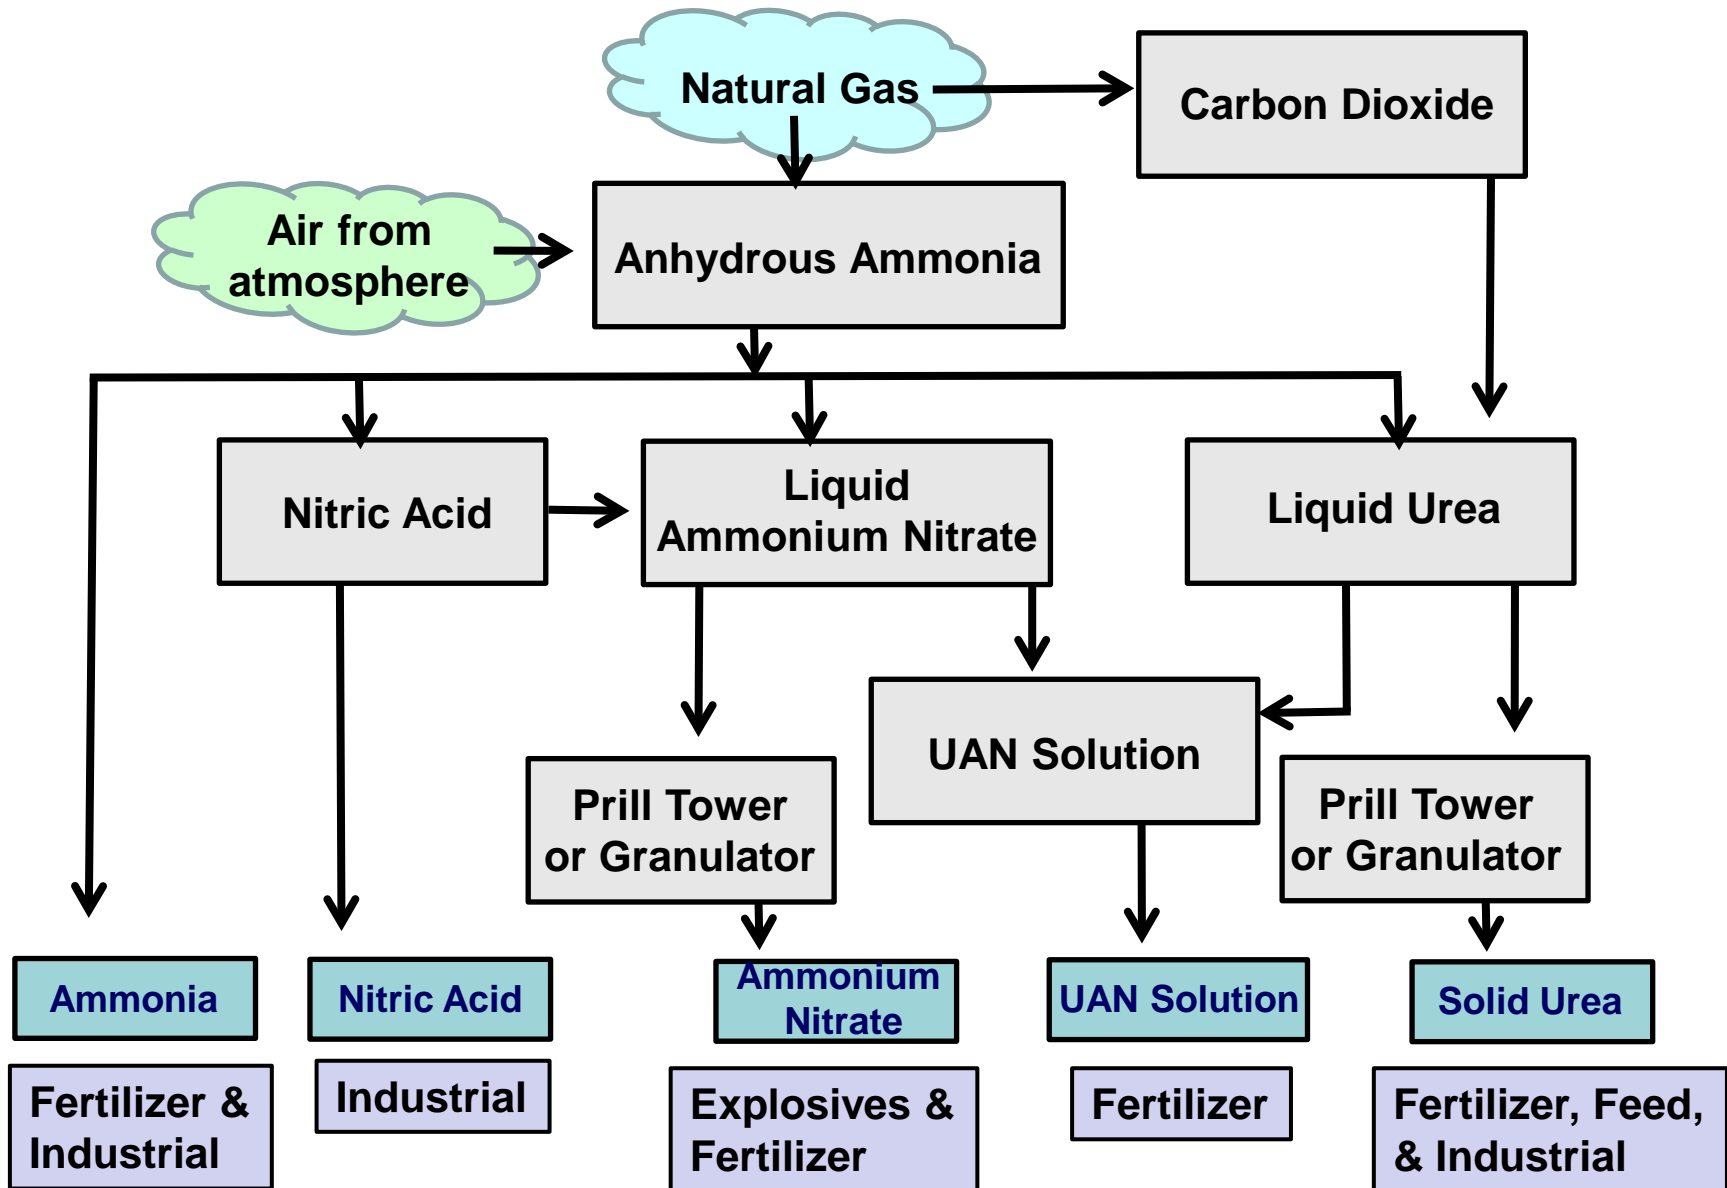 Natural Gas
Carbon Dioxide
Air from
atmosphere
Anhydrous Ammonia
Nitric Acid
Liquid
Ammonium Nitrate
Liquid Urea
UAN Solution
Prill Tower
or Granulator
Prill Tower
or Granulator
Ammonia
Nitric Acid
Ammonium
Nitrate
UAN Solution
Solid Urea
Fertilizer &
Industrial
Industrial
Explosives &
Fertilizer
Fertilizer
Fertilizer, Feed,
& Industrial